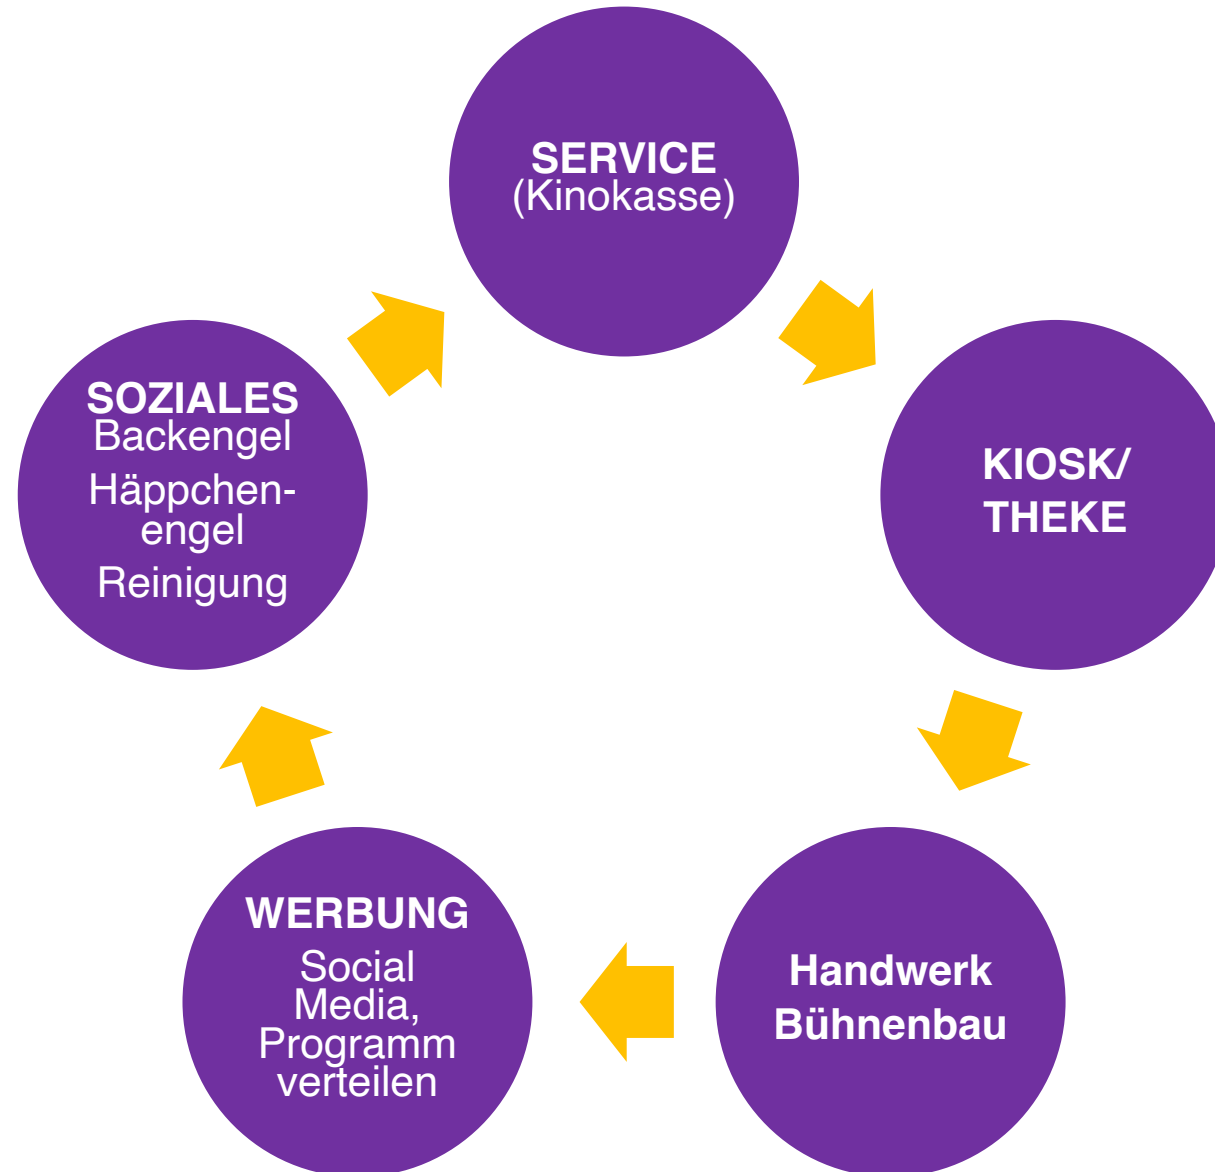 SERVICE
(Kinokasse)
KIOSK/
THEKE
Handwerk
Bühnenbau
WERBUNG
Social
Media,
Programm
verteilen
SOZIALES
Backengel
Häppchen-
engel
Reinigung